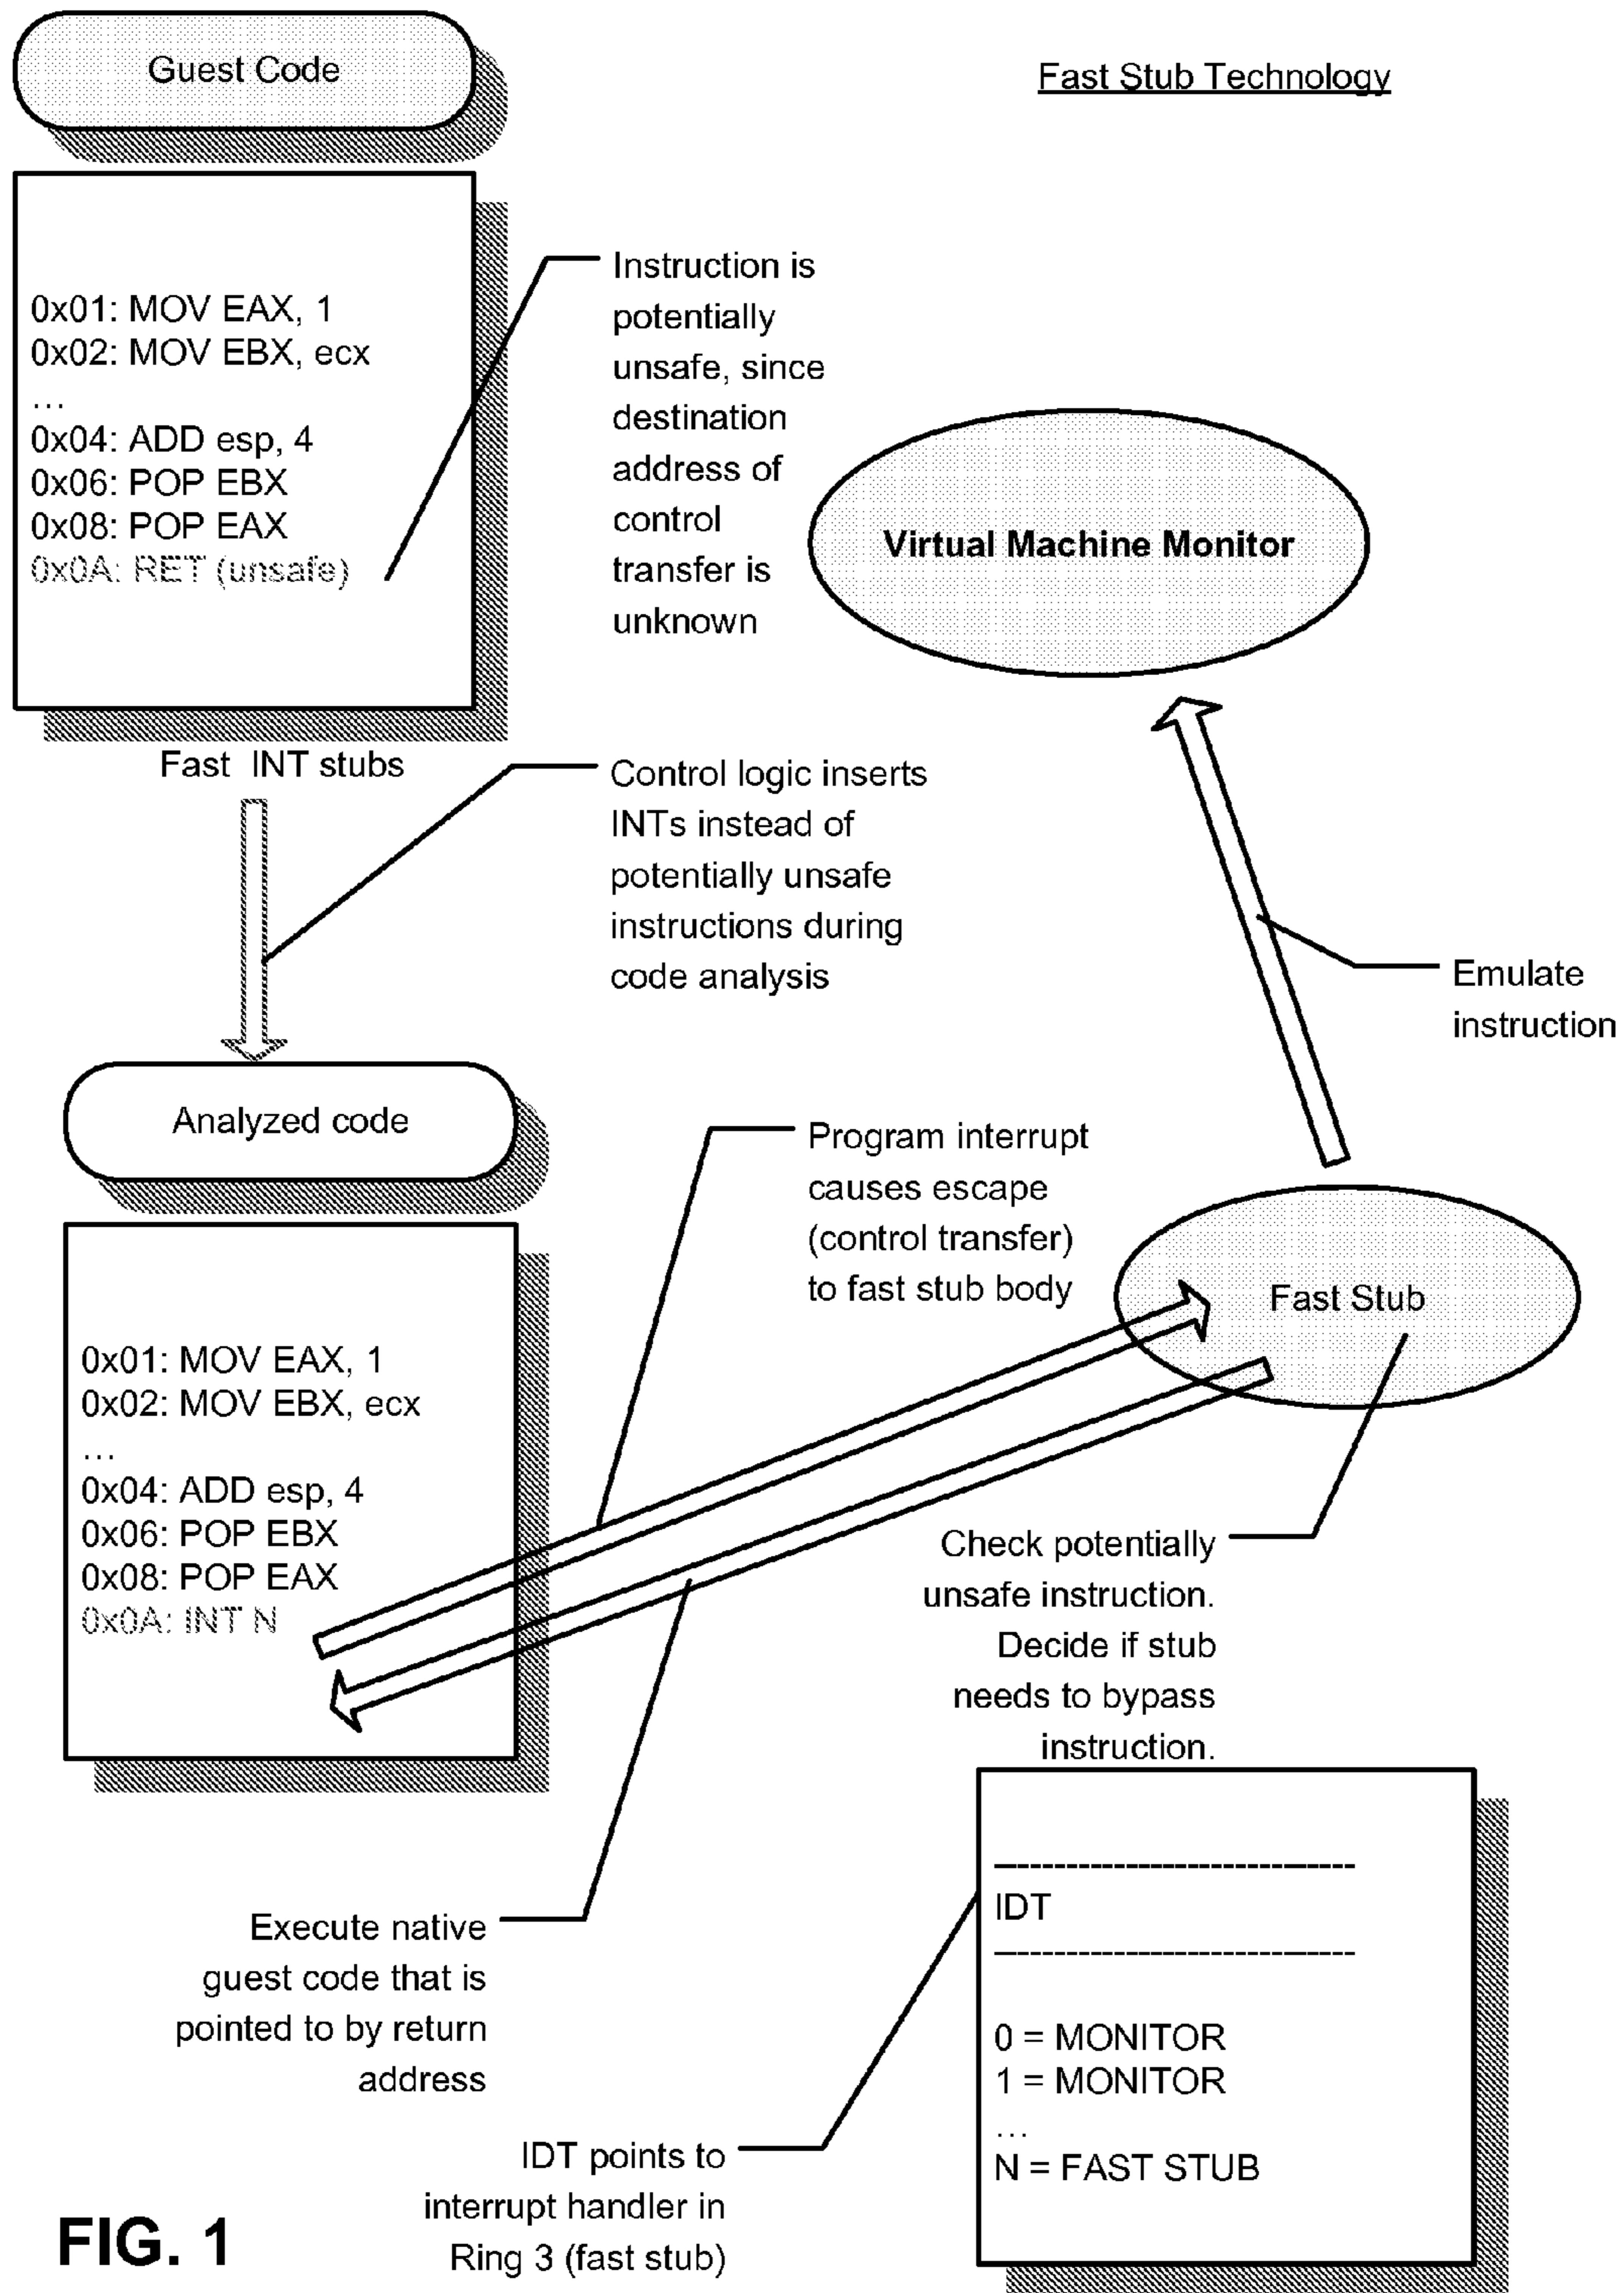 Guest Code
Fast Stub Technology
0x01: MOV EAX, 1
0x02: MOV EBX, ecx
...
0x04: ADD esp, 4
0x06: POP EBX
0x08: POP EAX
0x0A: RET (unsafe)
Instruction is
potentially
unsafe, since
destination
address of
control
transfer is
unknown
Virtual Machine Monitor
Fast INT stubs
Control logic inserts
INTs instead of
potentially unsafe
instructions during
code analysis
Emulate
instruction
Analyzed code
Program interrupt
causes escape
(control transfer)
to fast stub body
Fast Stub
0x01: MOV EAX, 1
0x02: MOV EBX, ecx
...
0x04: ADD esp, 4
0x06: POP EBX
0x08: POP EAX
0x0A: INT N
Check potentially
unsafe instruction.
Decide if stub
needs to bypass
instruction.
Execute native
guest code that is
pointed to by return
address
------------------------------
IDT
------------------------------
0 = MONITOR
1 = MONITOR
...
N = FAST STUB
IDT points to
interrupt handler in
Ring 3 (fast stub)
FIG. 1